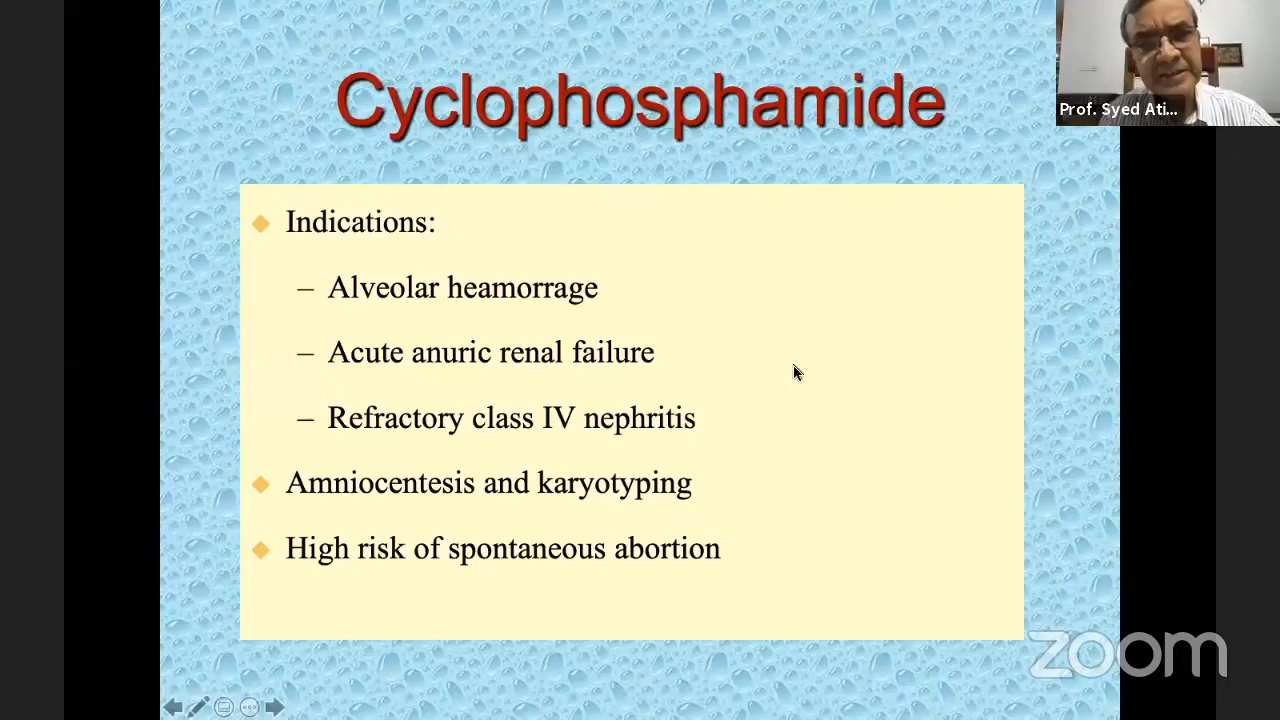 Cyclophosphamide
Prof. Syed Ati...
Indications:
– Alveolar heamorrage
– Acute anuric renal failure
– Refractory class IV nephritis
Amniocentesis and karyotyping
High risk of spontaneous abortion
zoom